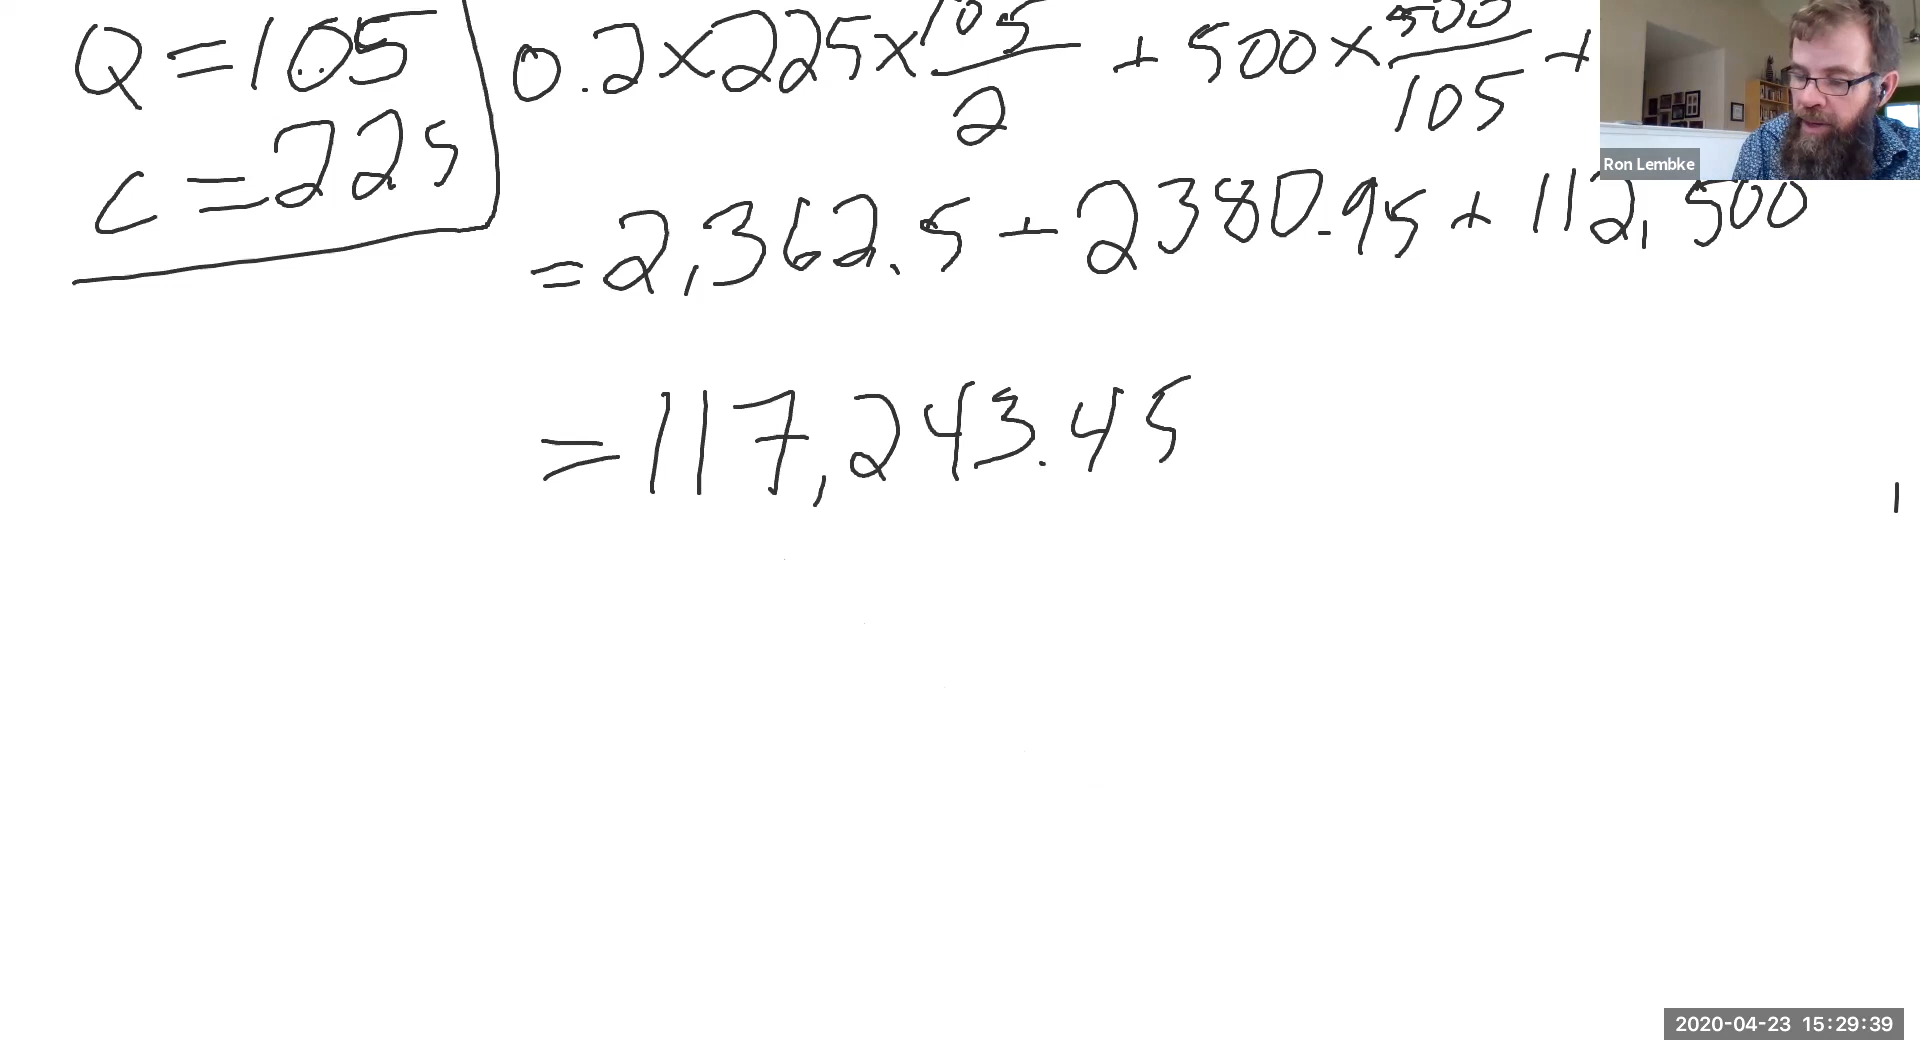 Q = 105
0.2 × 225 × 105/2 + 500 × 500/105 +
c = 225
= 2,362.5 + 2380.95 + 112,500
= 117,243.45
Ron Lembke
2020-04-23 15:29:39